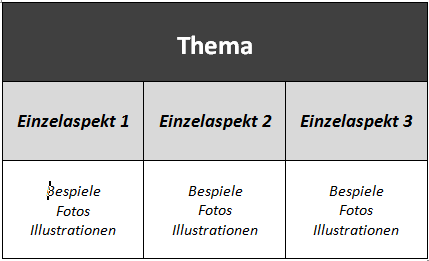 Thema
Einzelaspekt 1 Einzelaspekt 2 Einzelaspekt 3
Bespiele Bespiele Bespiele
Fotos Fotos Fotos
Illustrationen Illustrationen Illustrationen